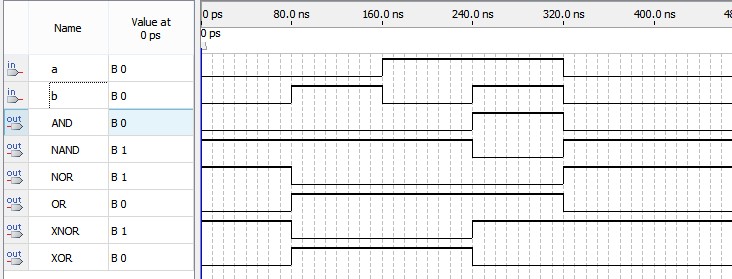 Name
Value at
0 ps
0 ps
80.0 ns
160.0 ns
240.0 ns
320.0 ns
400.0 ns
48
0 ps
in
a
B 0
in
b
B 0
out
AND
B 0
out
NAND
B 1
out
NOR
B 1
out
OR
B 0
out
XNOR
B 1
out
XOR
B 0